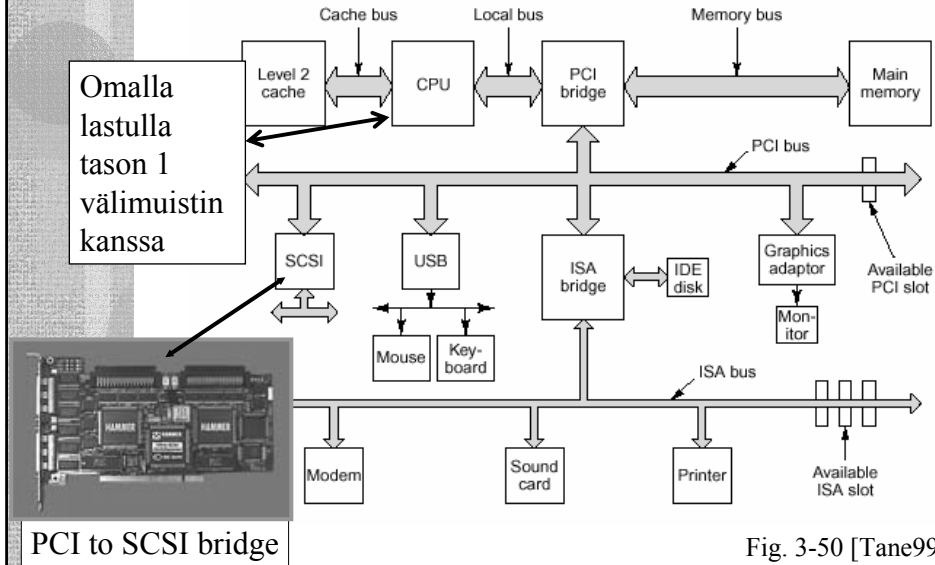 Cache bus
Local bus
Memory bus
Level 2
cache
CPU
PCI
bridge
Main
memory
Omalla
lastulla
tason 1
välimuistin
kanssa
PCI bus
SCSI
USB
ISA
bridge
IDE
disk
Graphics
adaptor
Available
PCI slot
Mon-
itor
Mouse
Key-
board
ISA bus
HAMMER
HAMMER
Modem
Sound
card
Printer
Available
ISA slot
PCI to SCSI bridge
Fig. 3-50 [Tane99